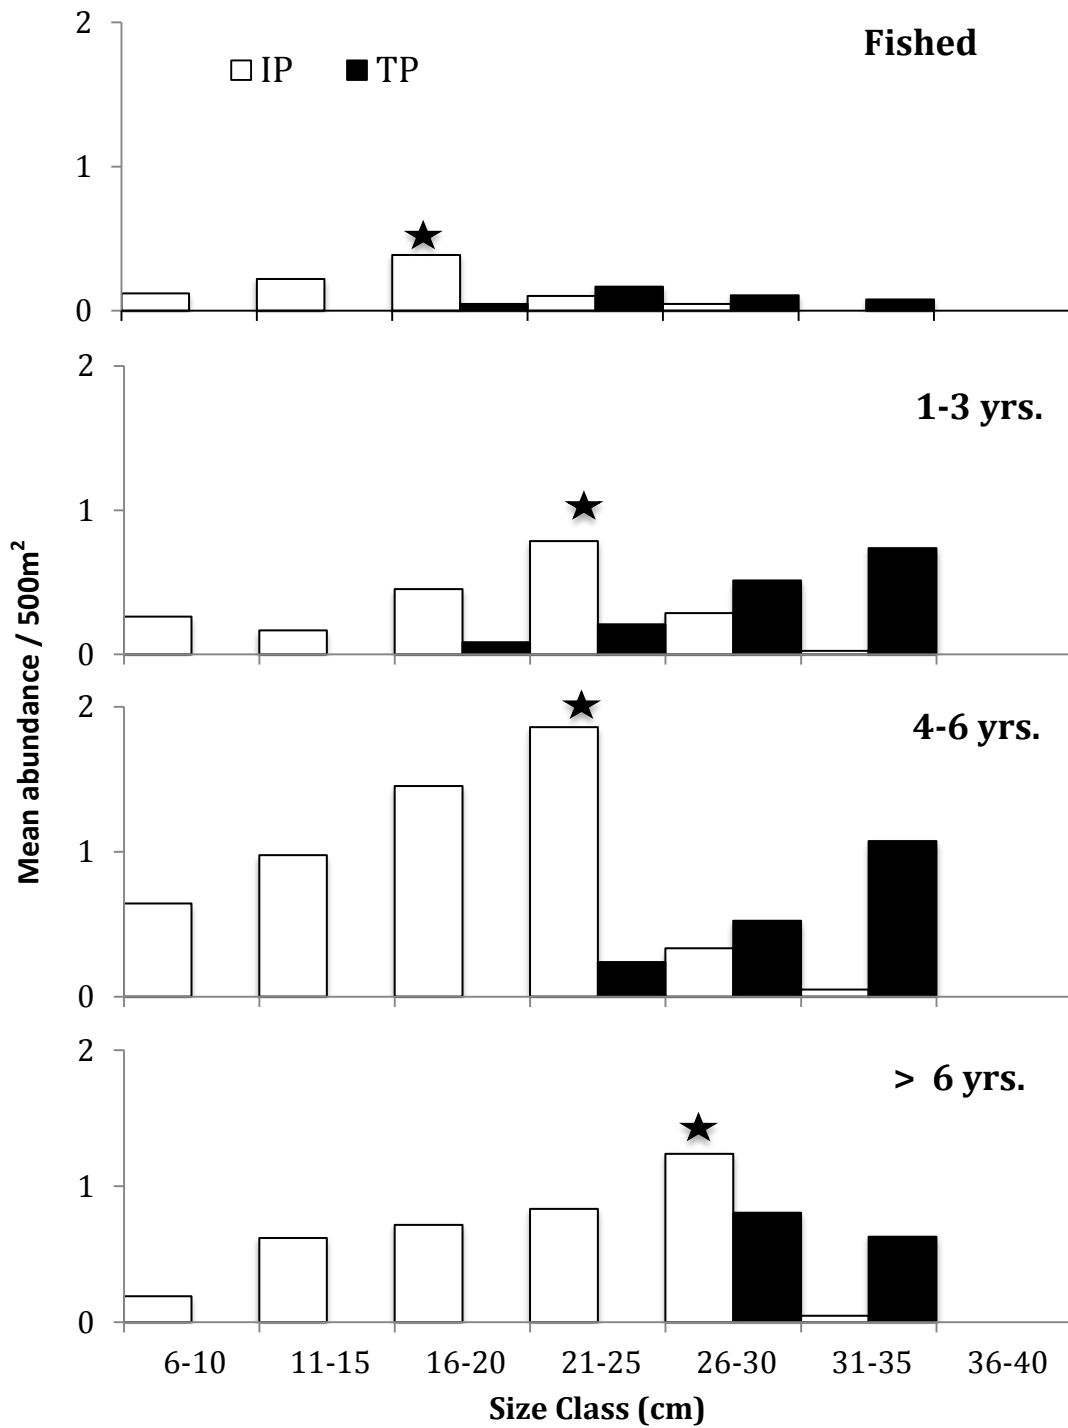 2
Fished
IP TP
1
0
2
1-3 yrs.
1
0
Mean abundance / 500m²
2
4-6 yrs.
1
0
2
> 6 yrs.
1
0
6-10 11-15 16-20 21-25 26-30 31-35 36-40
Size Class (cm)